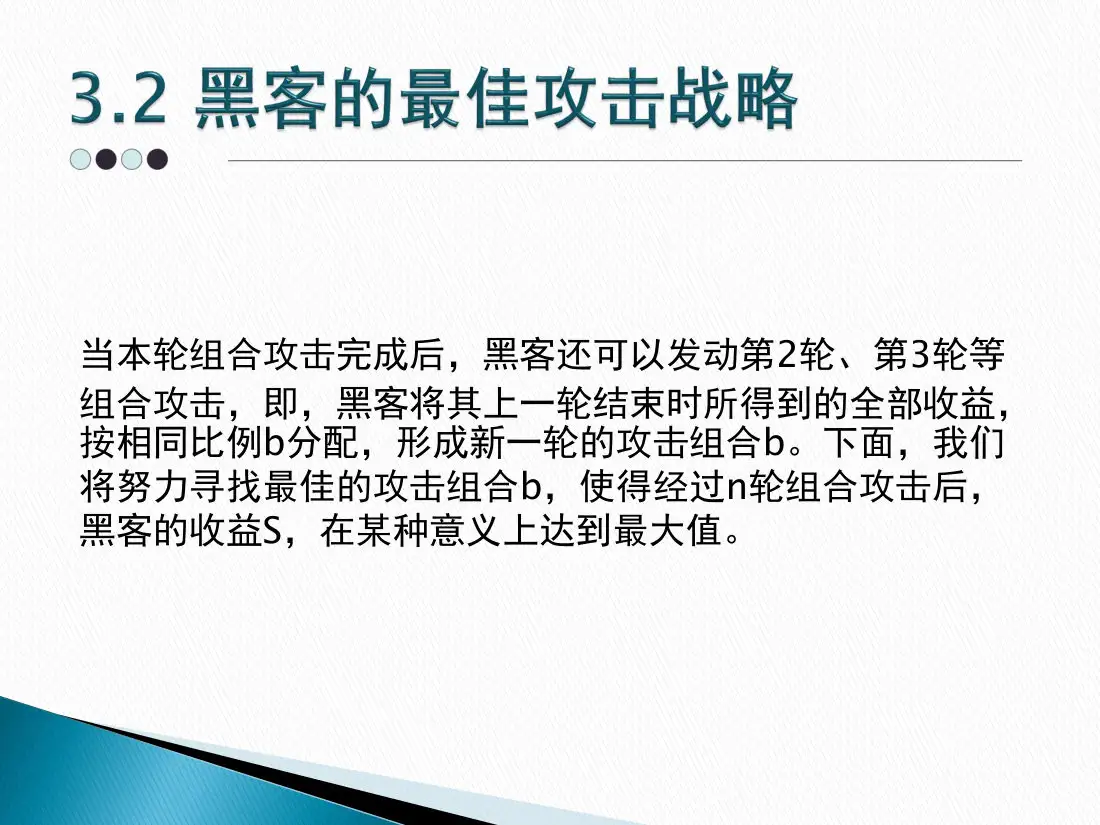 3.2 黑客的最佳攻击战略
当本轮组合攻击完成后，黑客还可以发动第2轮、第3轮等
组合攻击，即，黑客将其上一轮结束时所得到的全部收益，
按相同比例b分配，形成新一轮的攻击组合b。下面，我们
将努力寻找最佳的攻击组合b，使得经过n轮组合攻击后，
黑客的收益S，在某种意义上达到最大值。